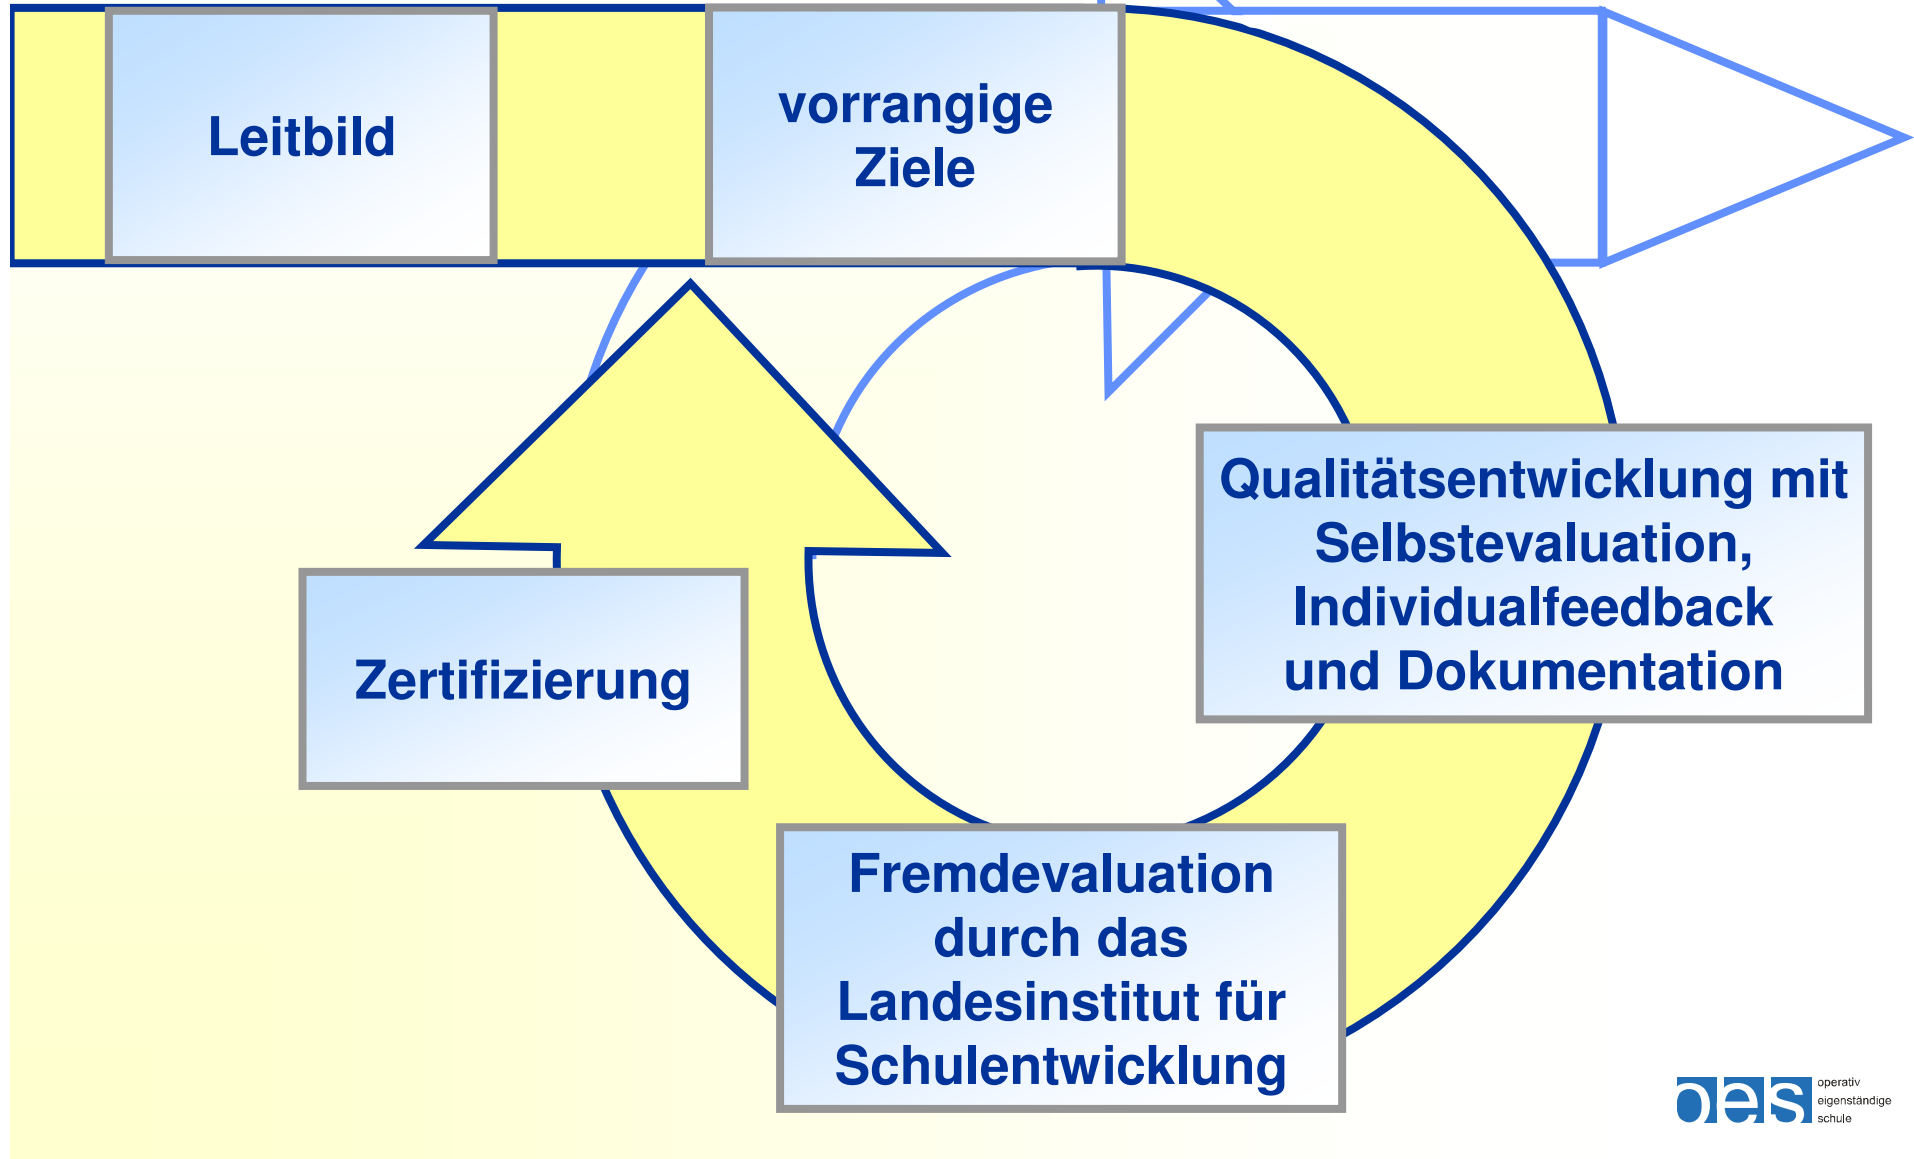 Leitbild
vorrangige
Ziele
Qualitätsentwicklung mit
Selbstevaluation,
Individualfeedback
und Dokumentation
Zertifizierung
Fremdevaluation
durch das
Landesinstitut für
Schulentwicklung
oes
operativ
eigenständige
schule